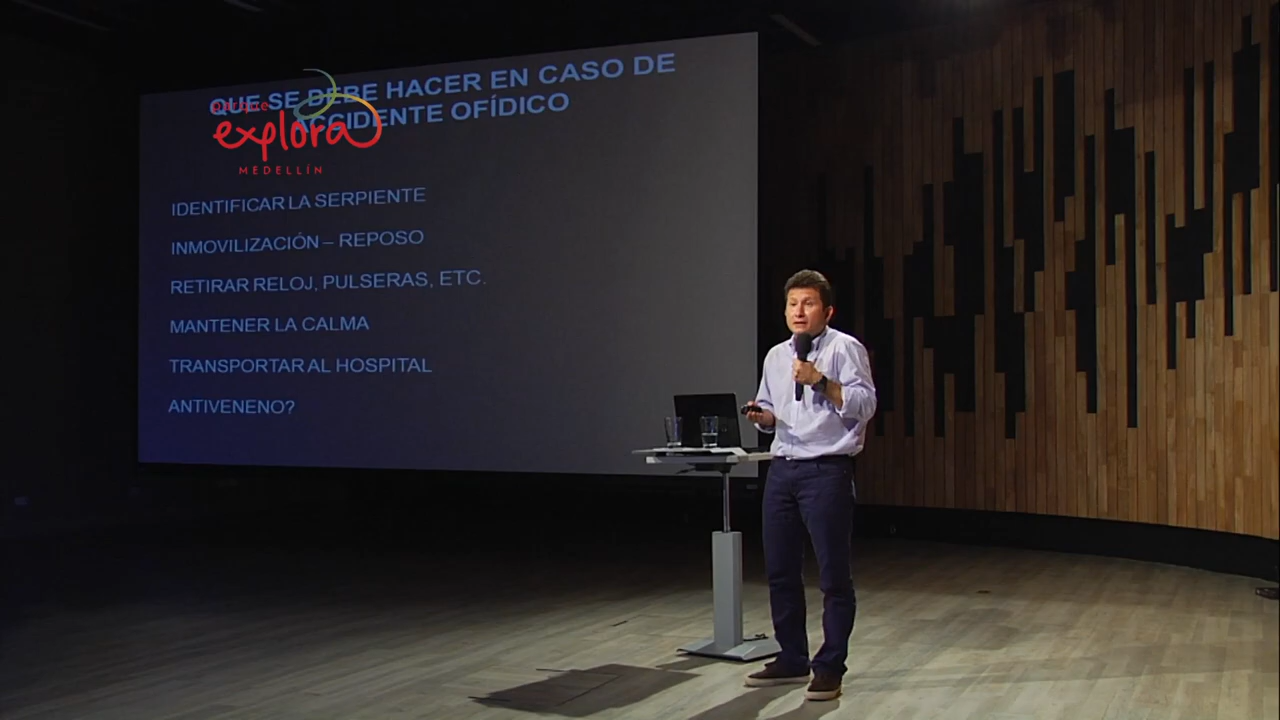 QUE SE DEBE HACER EN CASO DE
ACCIDENTE OFÍDICO
parque
explora
MEDELLÍN
IDENTIFICAR LA SERPIENTE
INMOVILIZACIÓN – REPOSO
RETIRAR RELOJ, PULSERAS, ETC.
MANTENER LA CALMA
TRANSPORTAR AL HOSPITAL
ANTIVENENO?